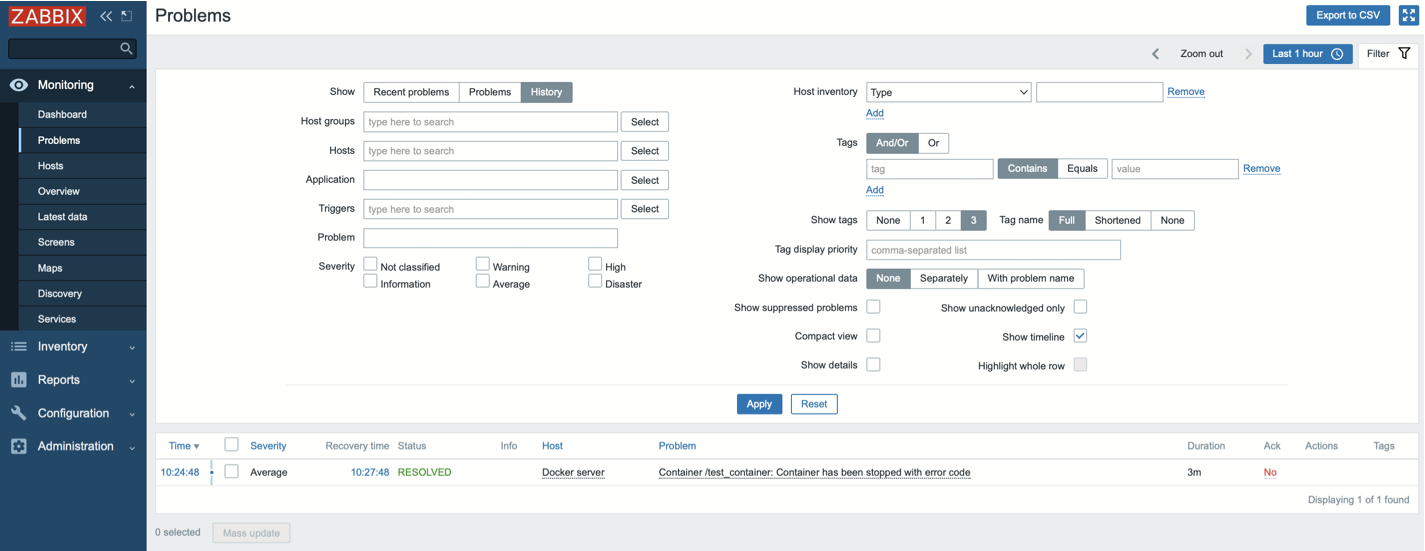 ZABBIX
Problems
Export to CSV
Zoom out
Last 1 hour
Filter
Monitoring
Dashboard
Problems
Hosts
Overview
Latest data
Screens
Maps
Discovery
Services
Inventory
Reports
Configuration
Administration
Show Recent problems Problems History
Host groups type here to search Select
Hosts type here to search Select
Application Select
Triggers type here to search Select
Problem
Severity Not classified Warning High
Information Average Disaster
Host inventory Type Remove
Add
Tags And/Or Or
tag Contains Equals value Remove
Add
Show tags None 1 2 3 Tag name Full Shortened None
Tag display priority comma-separated list
Show operational data None Separately With problem name
Show suppressed problems Show unacknowledged only
Compact view Show timeline
Show details Highlight whole row
Apply Reset
Time Severity Recovery time Status Info Host Problem Duration Ack Actions Tags
10:24:48 Average 10:27:48 RESOLVED Docker server Container /test_container: Container has been stopped with error code 3m No
Displaying 1 of 1 found
0 selected Mass update